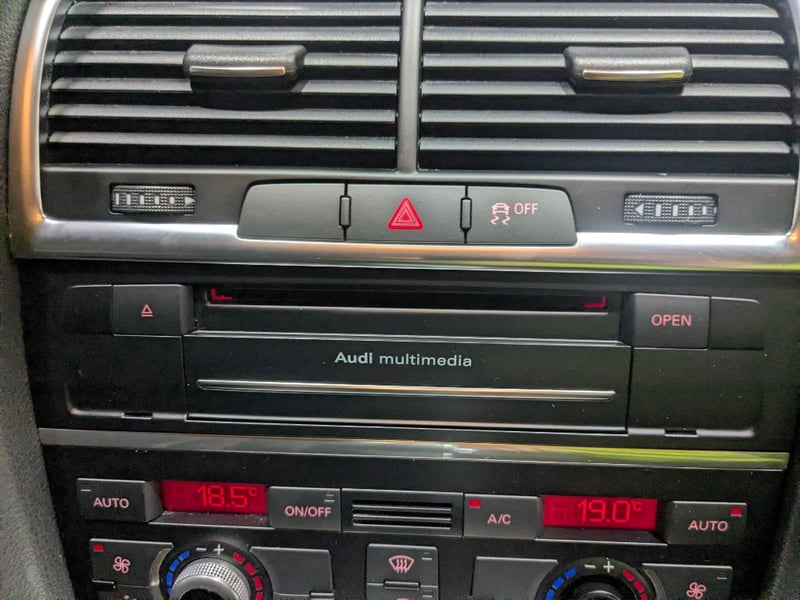 OFF
OPEN
Audi multimedia
AUTO
18.5°C
ON/OFF
A/C
19.0°C
AUTO
- +
- +